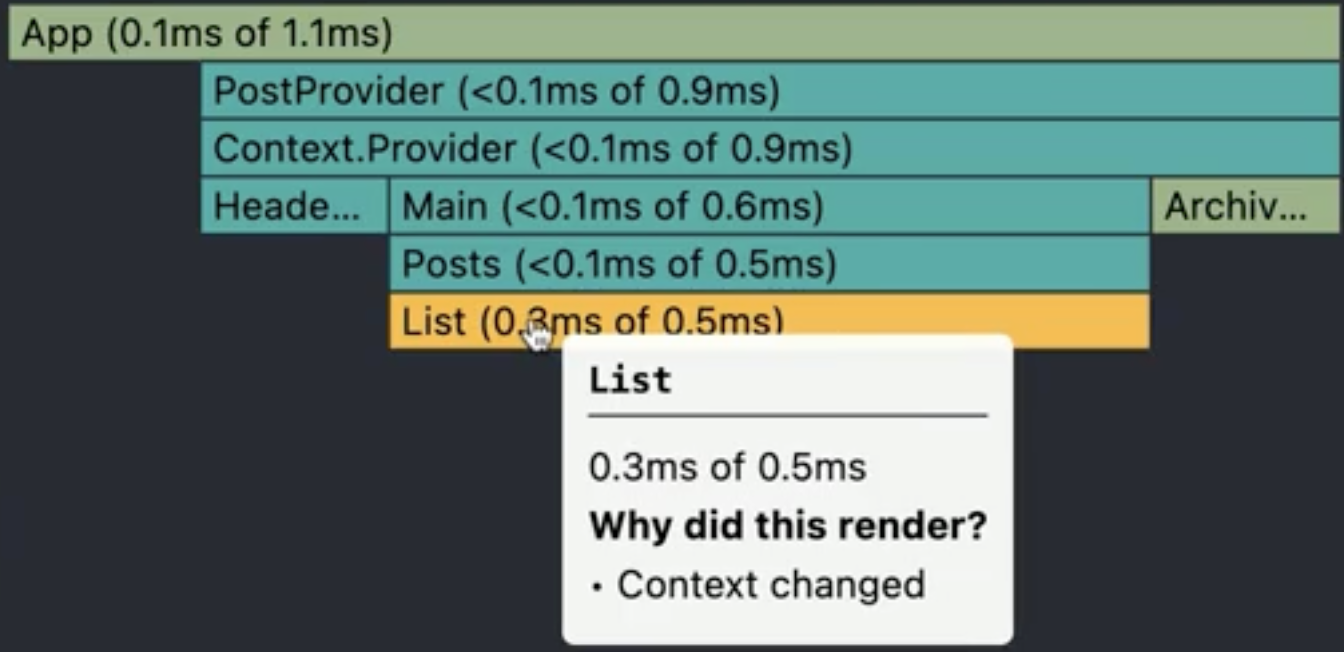 App (0.1ms of 1.1ms)
PostProvider (<0.1ms of 0.9ms)
Context.Provider (<0.1ms of 0.9ms)
Heade... Main (<0.1ms of 0.6ms) Archiv...
Posts (<0.1ms of 0.5ms)
List (0.3ms of 0.5ms)
List
0.3ms of 0.5ms
Why did this render?
• Context changed